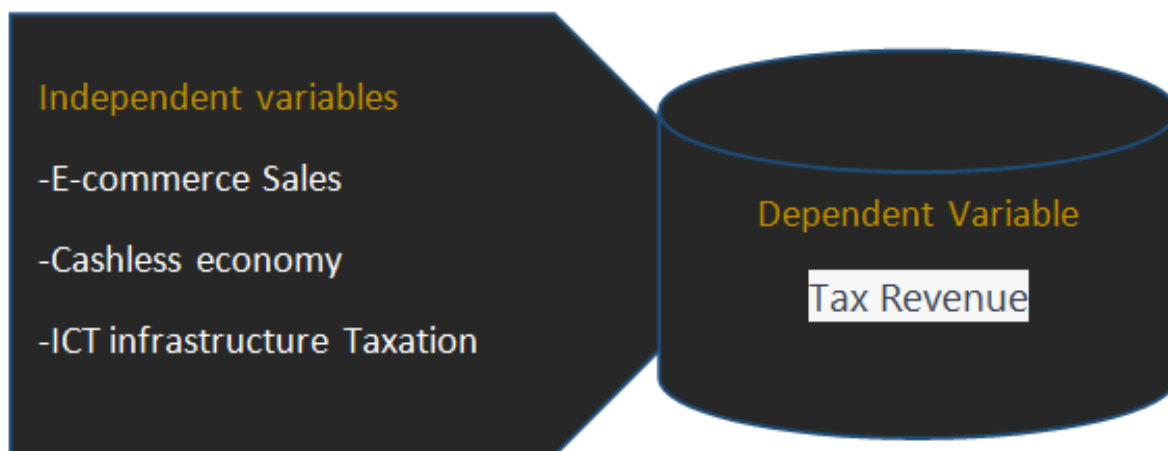 Independent variables
-E-commerce Sales
-Cashless economy
-ICT infrastructure Taxation
Dependent Variable
Tax Revenue